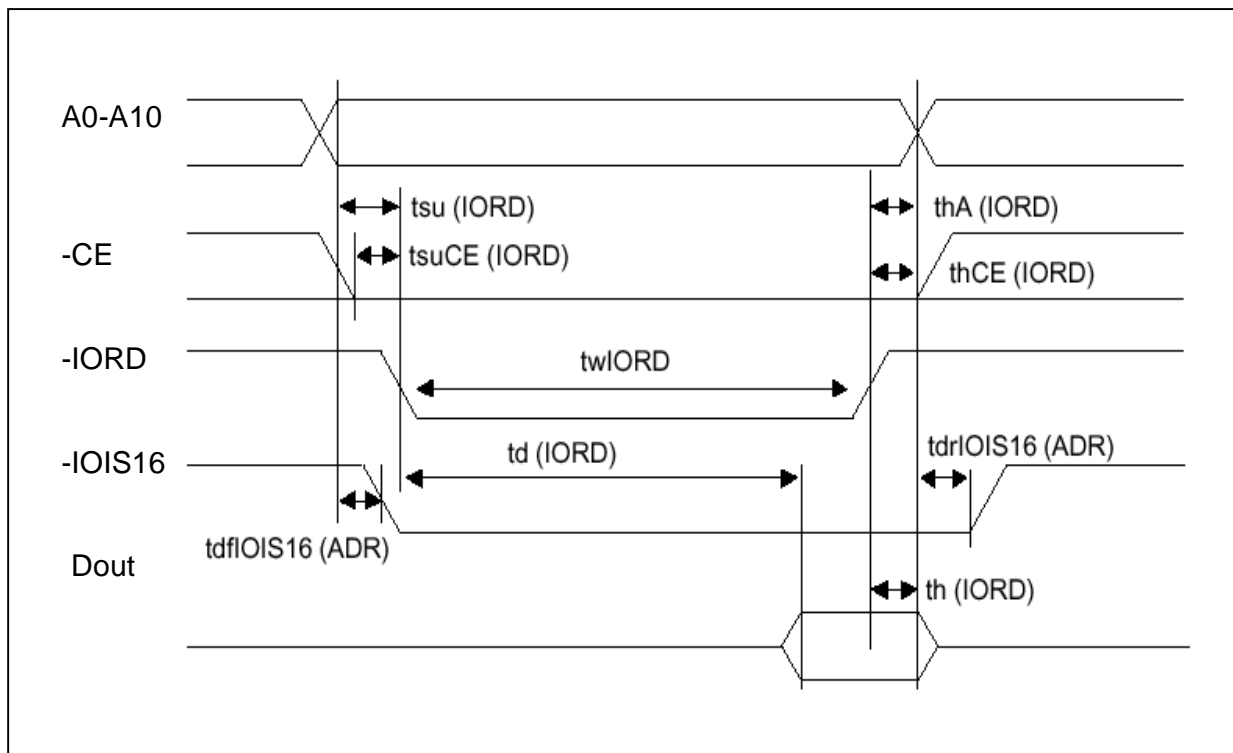 A0-A10
tsu (IORD)
thA (IORD)
-CE
tsuCE (IORD)
thCE (IORD)
-IORD
twIORD
-IOIS16
td (IORD)
tdrIOIS16 (ADR)
tdfIOIS16 (ADR)
Dout
th (IORD)